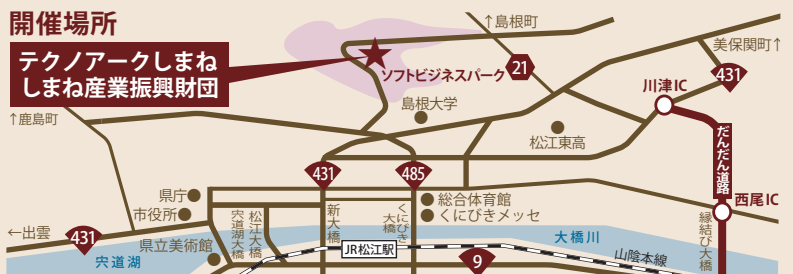 開催場所
テクノアークしまね
しまね産業振興財団
↑島根町
美保関町↑
ソフトビジネスパーク
21
431
川津IC
島根大学
↑鹿島町
松江東高
だんだん道路
431
485
県庁
市役所
総合体育館
くにびきメッセ
西尾IC
宍道湖大橋
松江大橋
新大橋
くにびき大橋
縁結び大橋
←出雲
431
県立美術館
宍道湖
JR松江駅
大橋川
山陰本線
9